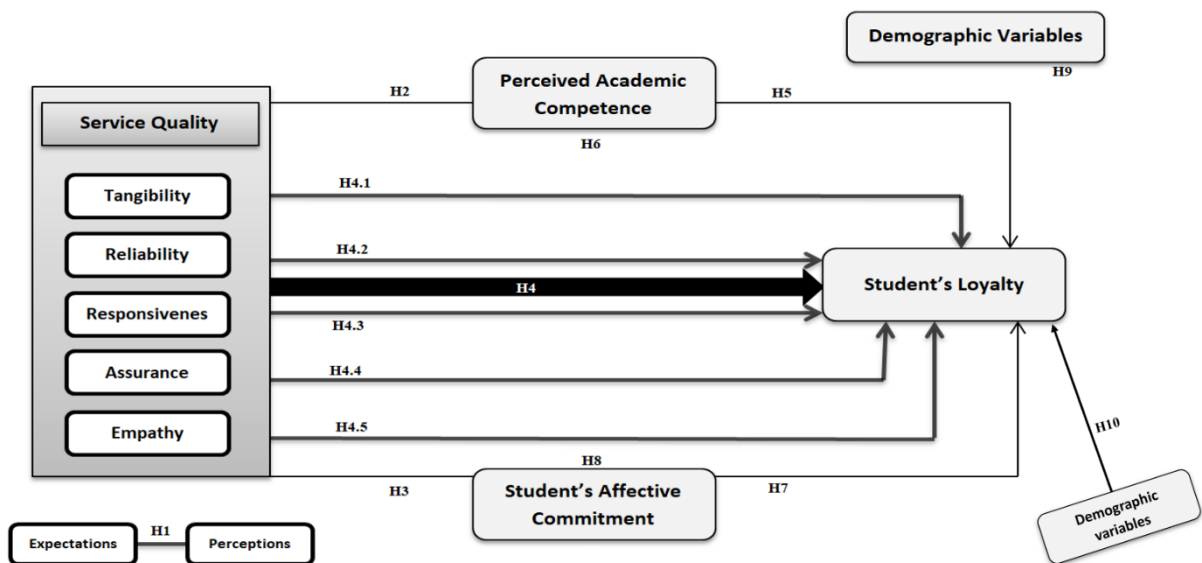 Demographic Variables
H9
H2
Perceived Academic
Competence
H5
Service Quality
H6
Tangibility
H4.1
Reliability
H4.2
H4
Student's Loyalty
Responsivenes
H4.3
Assurance
H4.4
Empathy
H4.5
H10
H8
H3
Student's Affective
Commitment
H7
Demographic
variables
Expectations
H1
Perceptions